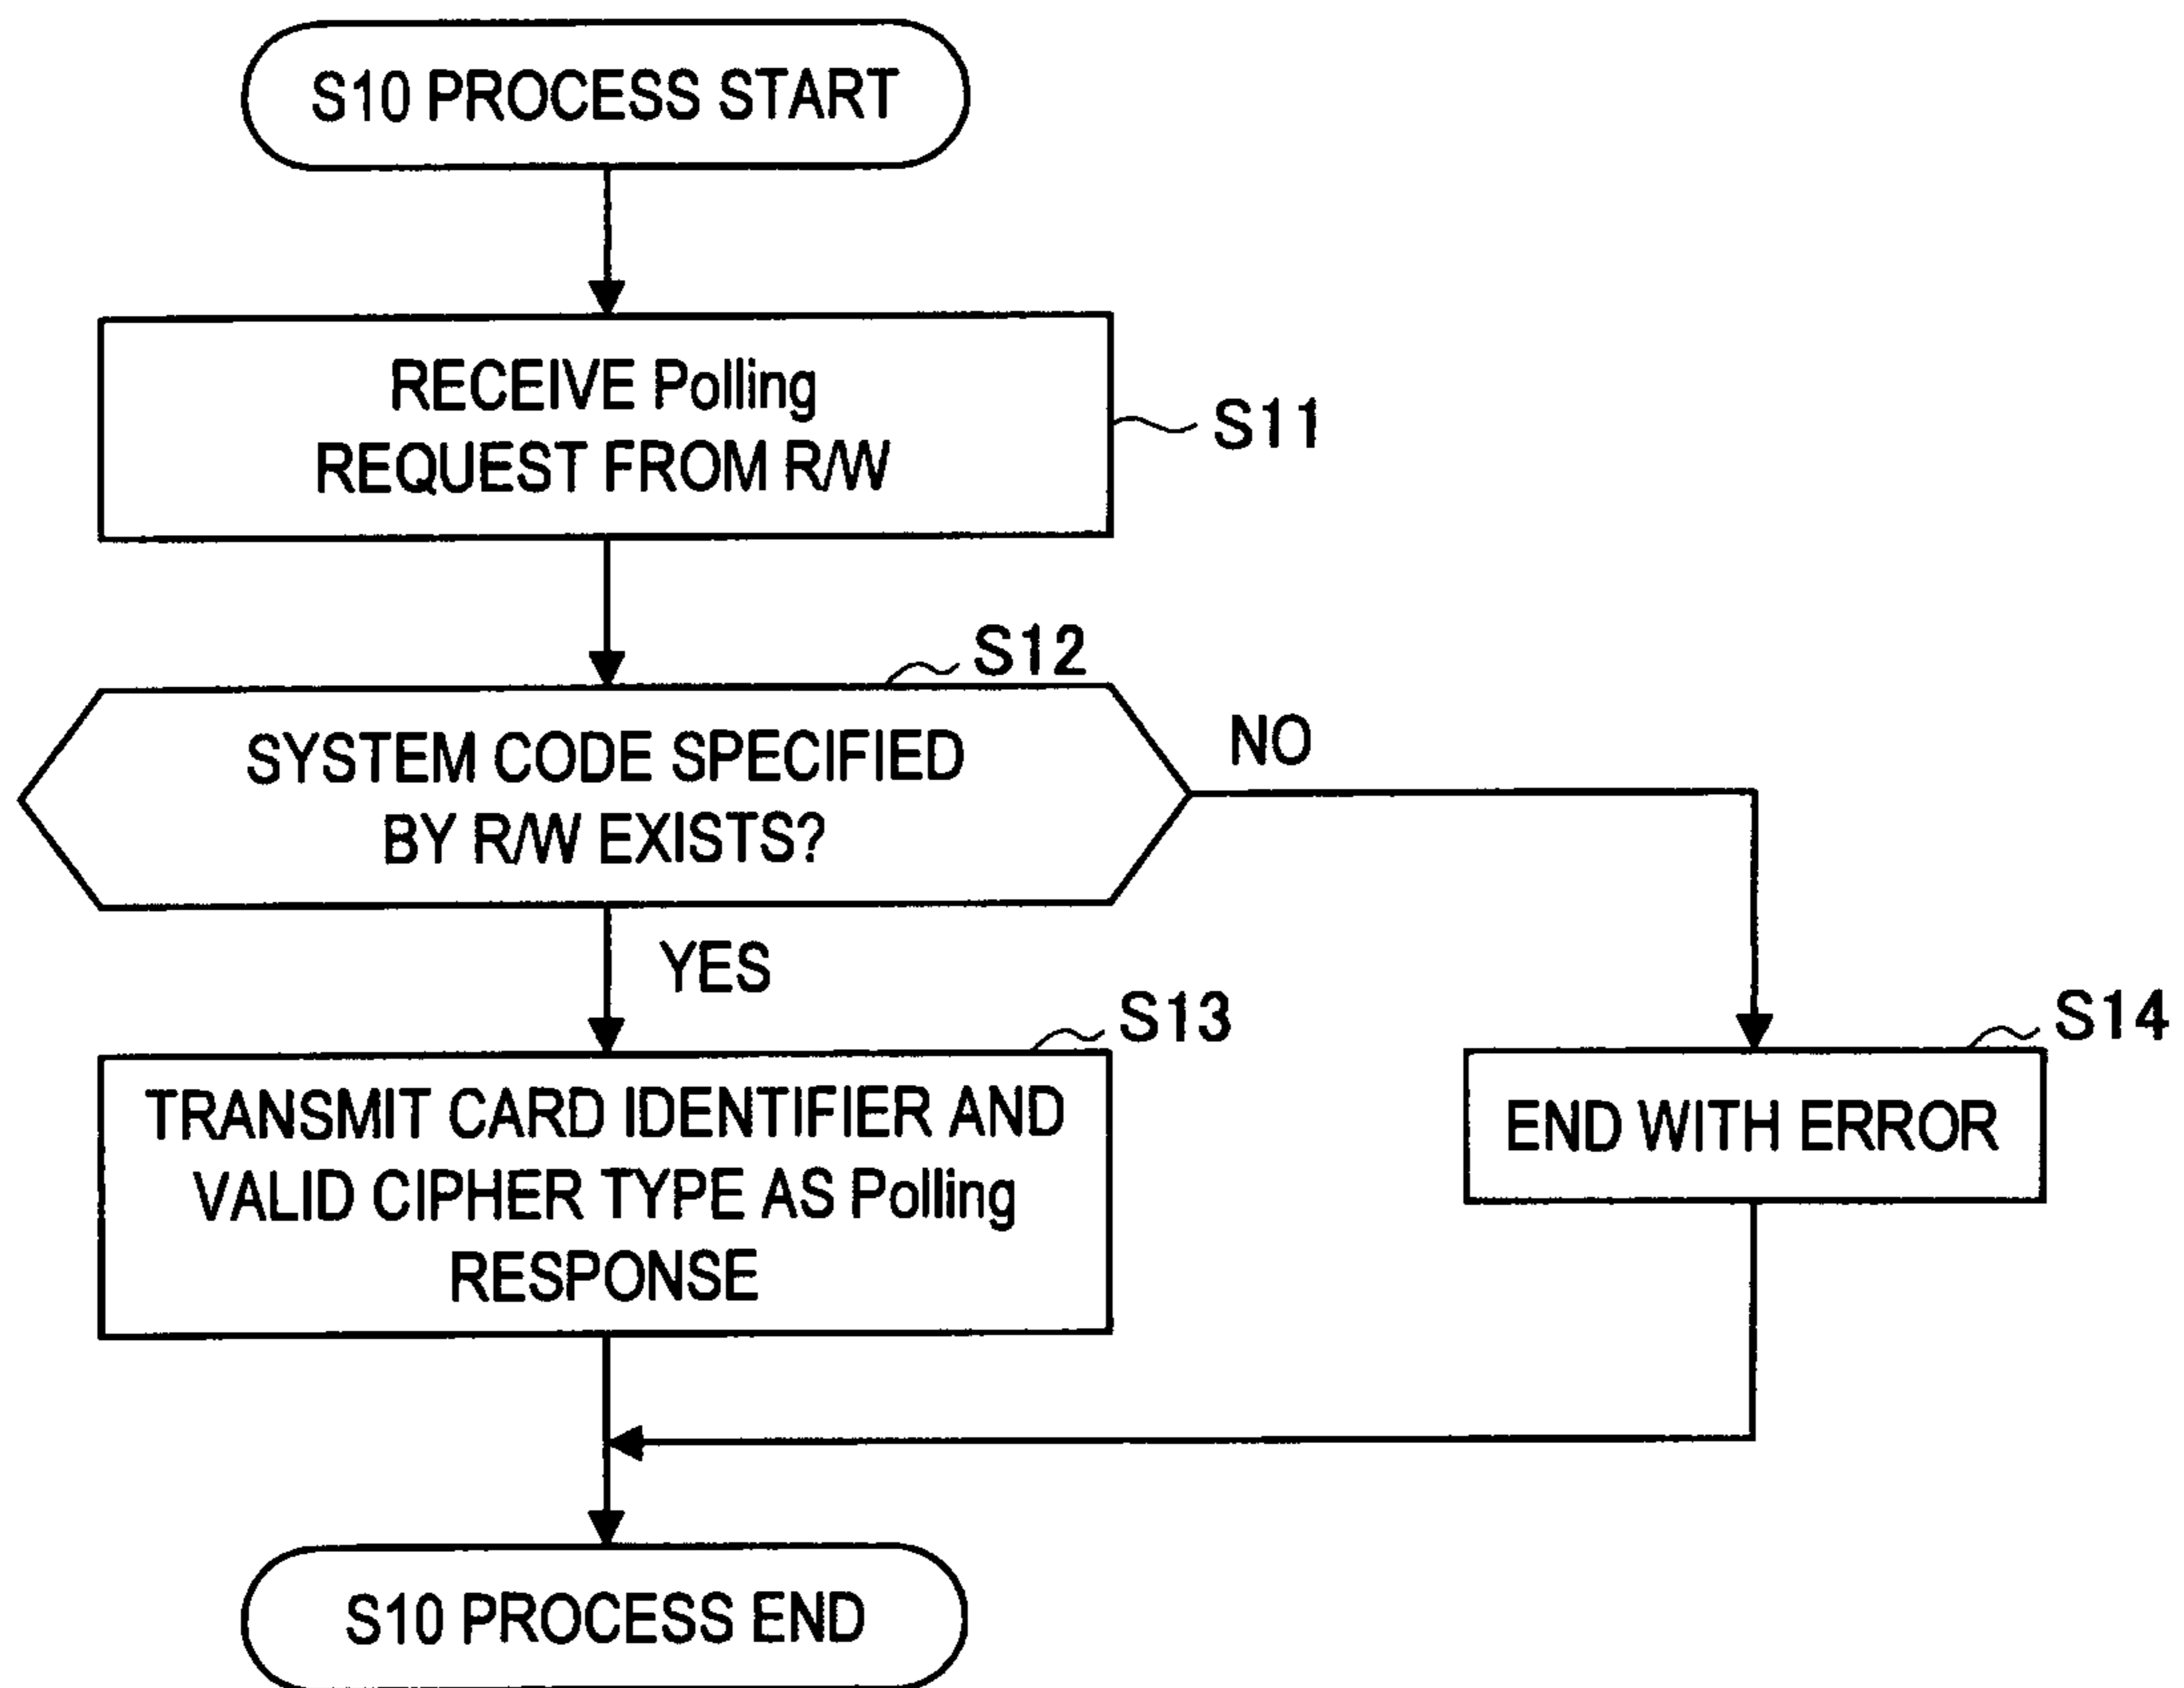 S10 PROCESS START
RECEIVE Polling
REQUEST FROM R/W
S11
S12
SYSTEM CODE SPECIFIED
BY R/W EXISTS?
NO
YES
S13
TRANSMIT CARD IDENTIFIER AND
VALID CIPHER TYPE AS Polling
RESPONSE
S14
END WITH ERROR
S10 PROCESS END